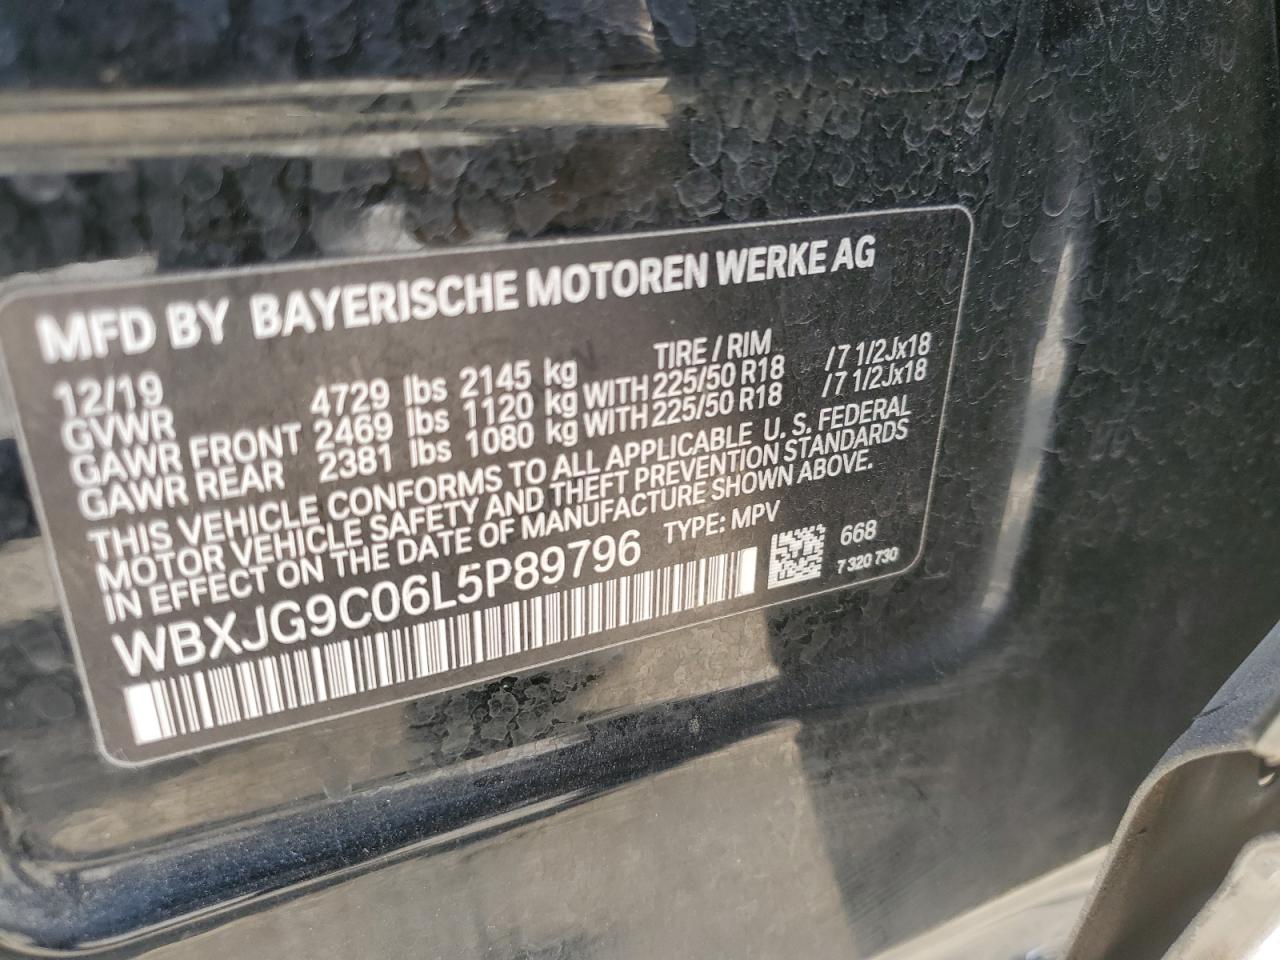 MFD BY BAYERISCHE MOTOREN WERKE AG
12/19 TIRE / RIM
GVWR 4729 lbs 2145 kg
GAWR FRONT 2469 lbs 1120 kg WITH 225/50 R18 /7 1/2Jx18
GAWR REAR 2381 lbs 1080 kg WITH 225/50 R18 /7 1/2Jx18
THIS VEHICLE CONFORMS TO ALL APPLICABLE U. S. FEDERAL
MOTOR VEHICLE SAFETY AND THEFT PREVENTION STANDARDS
IN EFFECT ON THE DATE OF MANUFACTURE SHOWN ABOVE.
WBXJG9C06L5P89796 TYPE: MPV
668
7 320 730